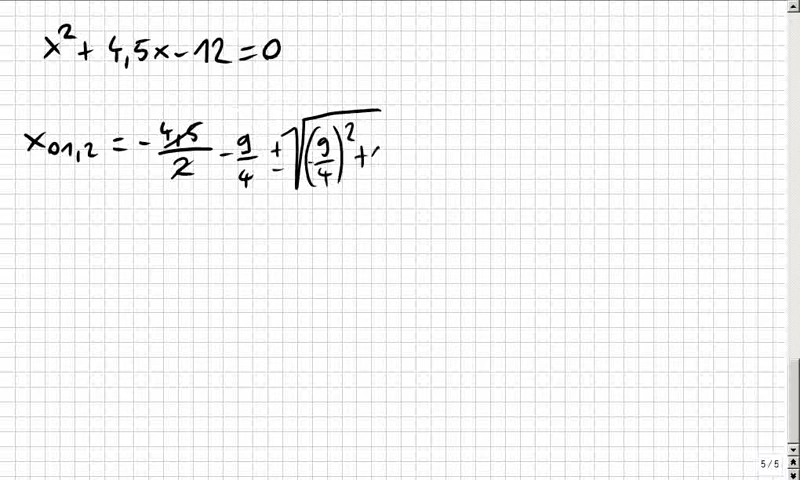 x² + 4,5x - 12 = 0
x₀₁,₂ = - 4,5/2 - 9/4 ± √((9/4)² +
5/5